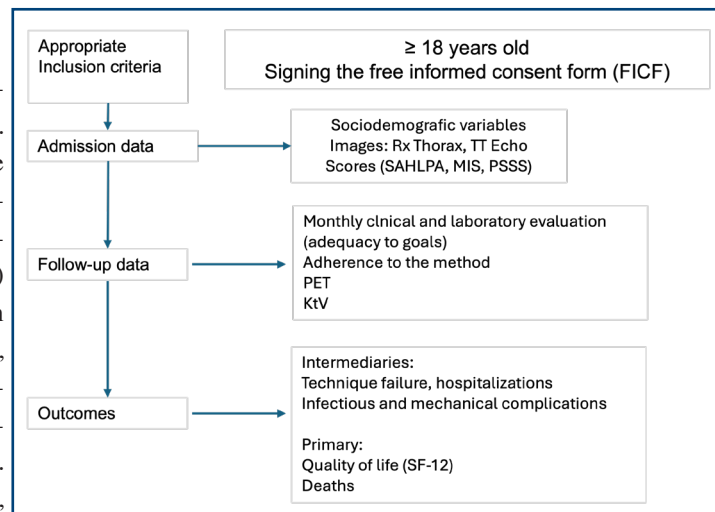 Appropriate
Inclusion criteria
≥ 18 years old
Signing the free informed consent form (FICF)
Admission data
Sociodemografic variables
Images: Rx Thorax, TT Echo
Scores (SAHLPA, MIS, PSSS)
Follow-up data
Monthly clnical and laboratory evaluation
(adequacy to goals)
Adherence to the method
PET
KtV
Outcomes
Intermediaries:
Technique failure, hospitalizations
Infectious and mechanical complications
Primary:
Quality of life (SF-12)
Deaths